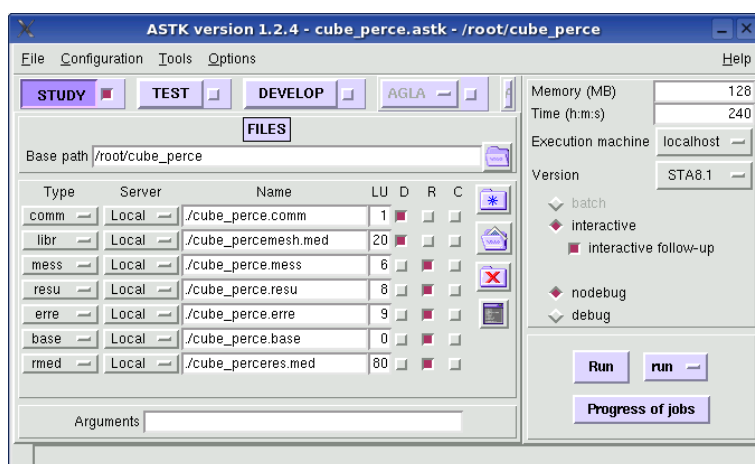 ASTK version 1.2.4 - cube_perce.astk - /root/cube_perce
File Configuration Tools Options Help
STUDY TEST DEVELOP AGLA
FILES
Base path /root/cube_perce
Type Server Name LU D R C
comm Local ./cube_perce.comm 1
libr Local ./cube_percemesh.med 20
mess Local ./cube_perce.mess 6
resu Local ./cube_perce.resu 8
erre Local ./cube_perce.erre 9
base Local ./cube_perce.base 0
rmed Local ./cube_perceres.med 80
Arguments
Memory (MB) 128
Time (h:m:s) 240
Execution machine localhost
Version STA8.1
batch
interactive
interactive follow-up
nodebug
debug
Run run
Progress of jobs